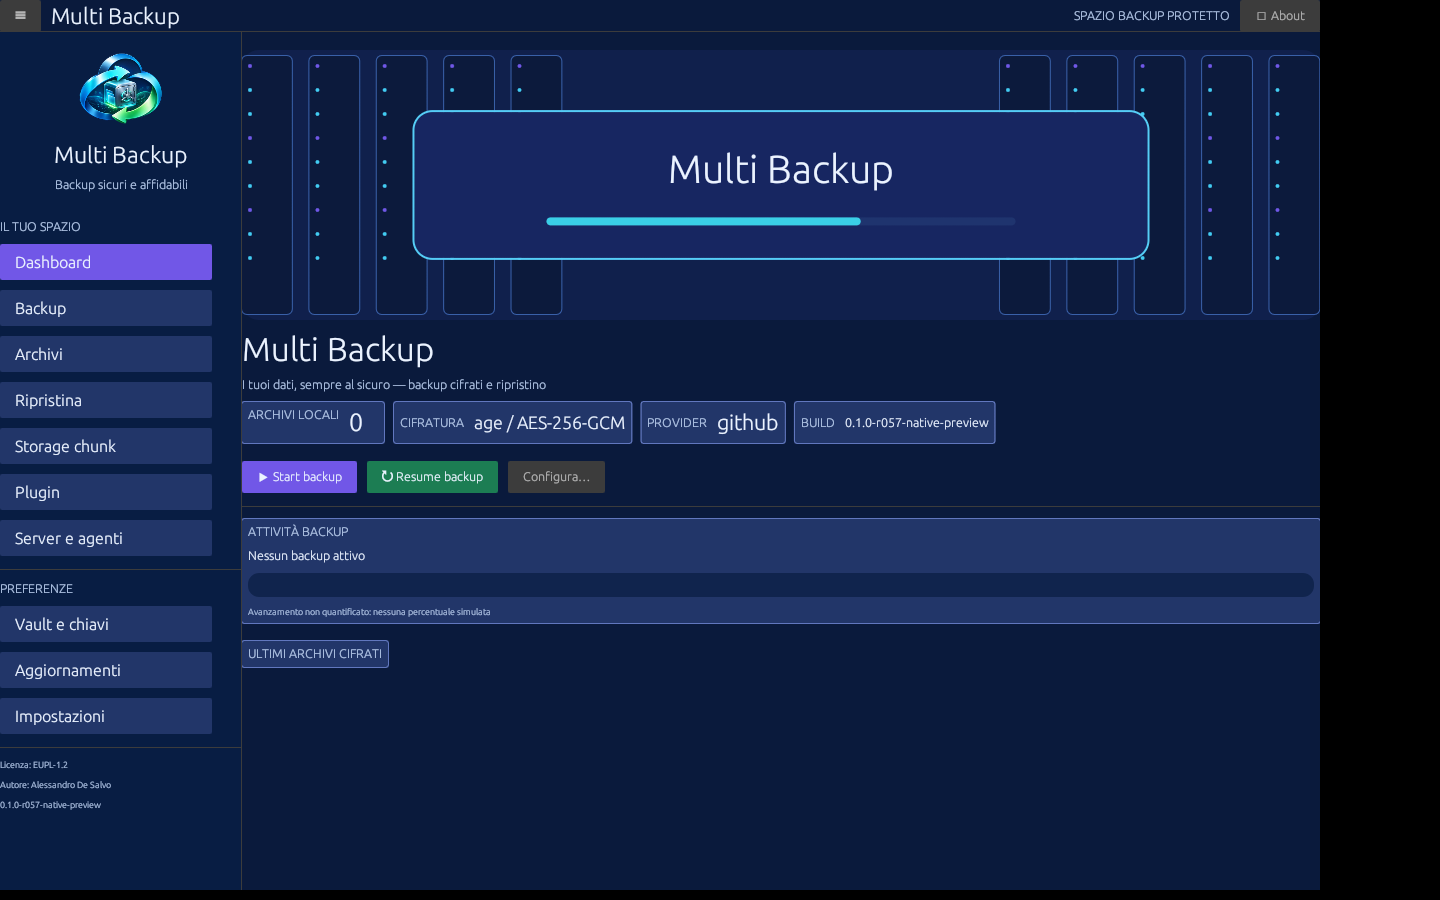 Multi Backup
SPAZIO BACKUP PROTETTO
About
Multi Backup
Backup sicuri e affidabili
IL TUO SPAZIO
Dashboard
Backup
Archivi
Ripristina
Storage chunk
Plugin
Server e agenti
PREFERENZE
Vault e chiavi
Aggiornamenti
Impostazioni
Licenza: EUPL-1.2
Autore: Alessandro De Salvo
0.1.0-r057-native-preview
Multi Backup
Multi Backup
I tuoi dati, sempre al sicuro — backup cifrati e ripristino
ARCHIVI LOCALI 0
CIFRATURA age / AES-256-GCM
PROVIDER github
BUILD 0.1.0-r057-native-preview
▶ Start backup
↻ Resume backup
Configura...
ATTIVITÀ BACKUP
Nessun backup attivo
Avanzamento non quantificato: nessuna percentuale simulata
ULTIMI ARCHIVI CIFRATI